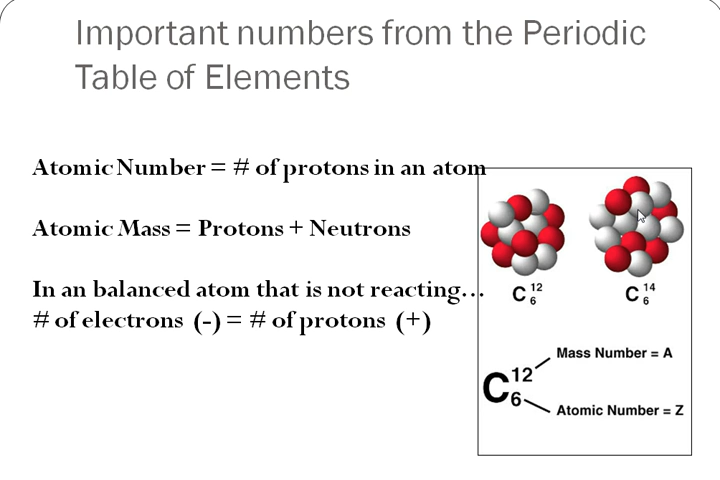 Important numbers from the Periodic
Table of Elements
Atomic Number = # of protons in an atom
Atomic Mass = Protons + Neutrons
In an balanced atom that is not reacting…
# of electrons (-) = # of protons (+)
C 12 6
C 14 6
Mass Number = A
C 12 6
Atomic Number = Z